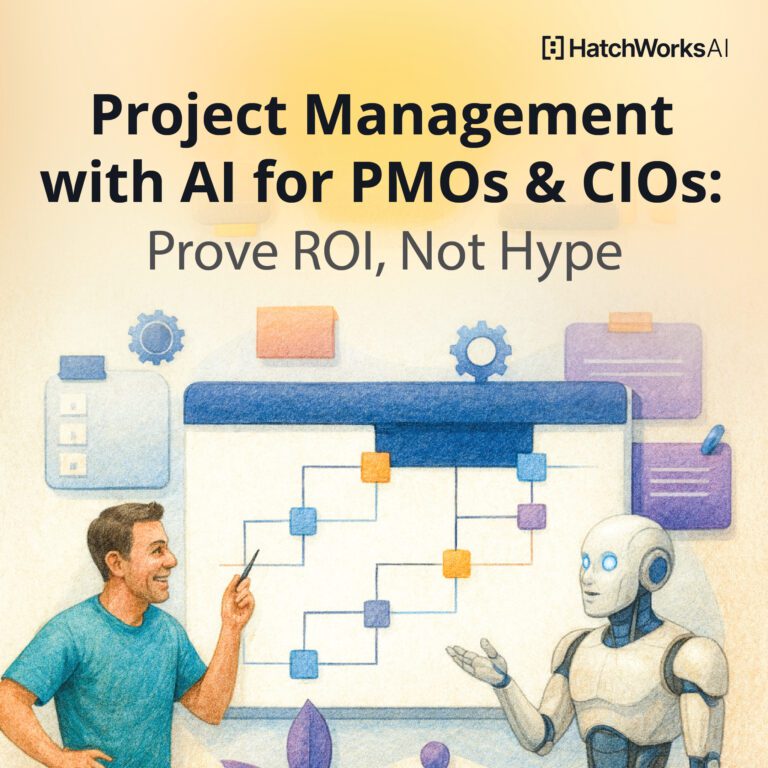 [:] HatchWorksAI
Project Management
with AI for PMOs & CIOs:
Prove ROI, Not Hype